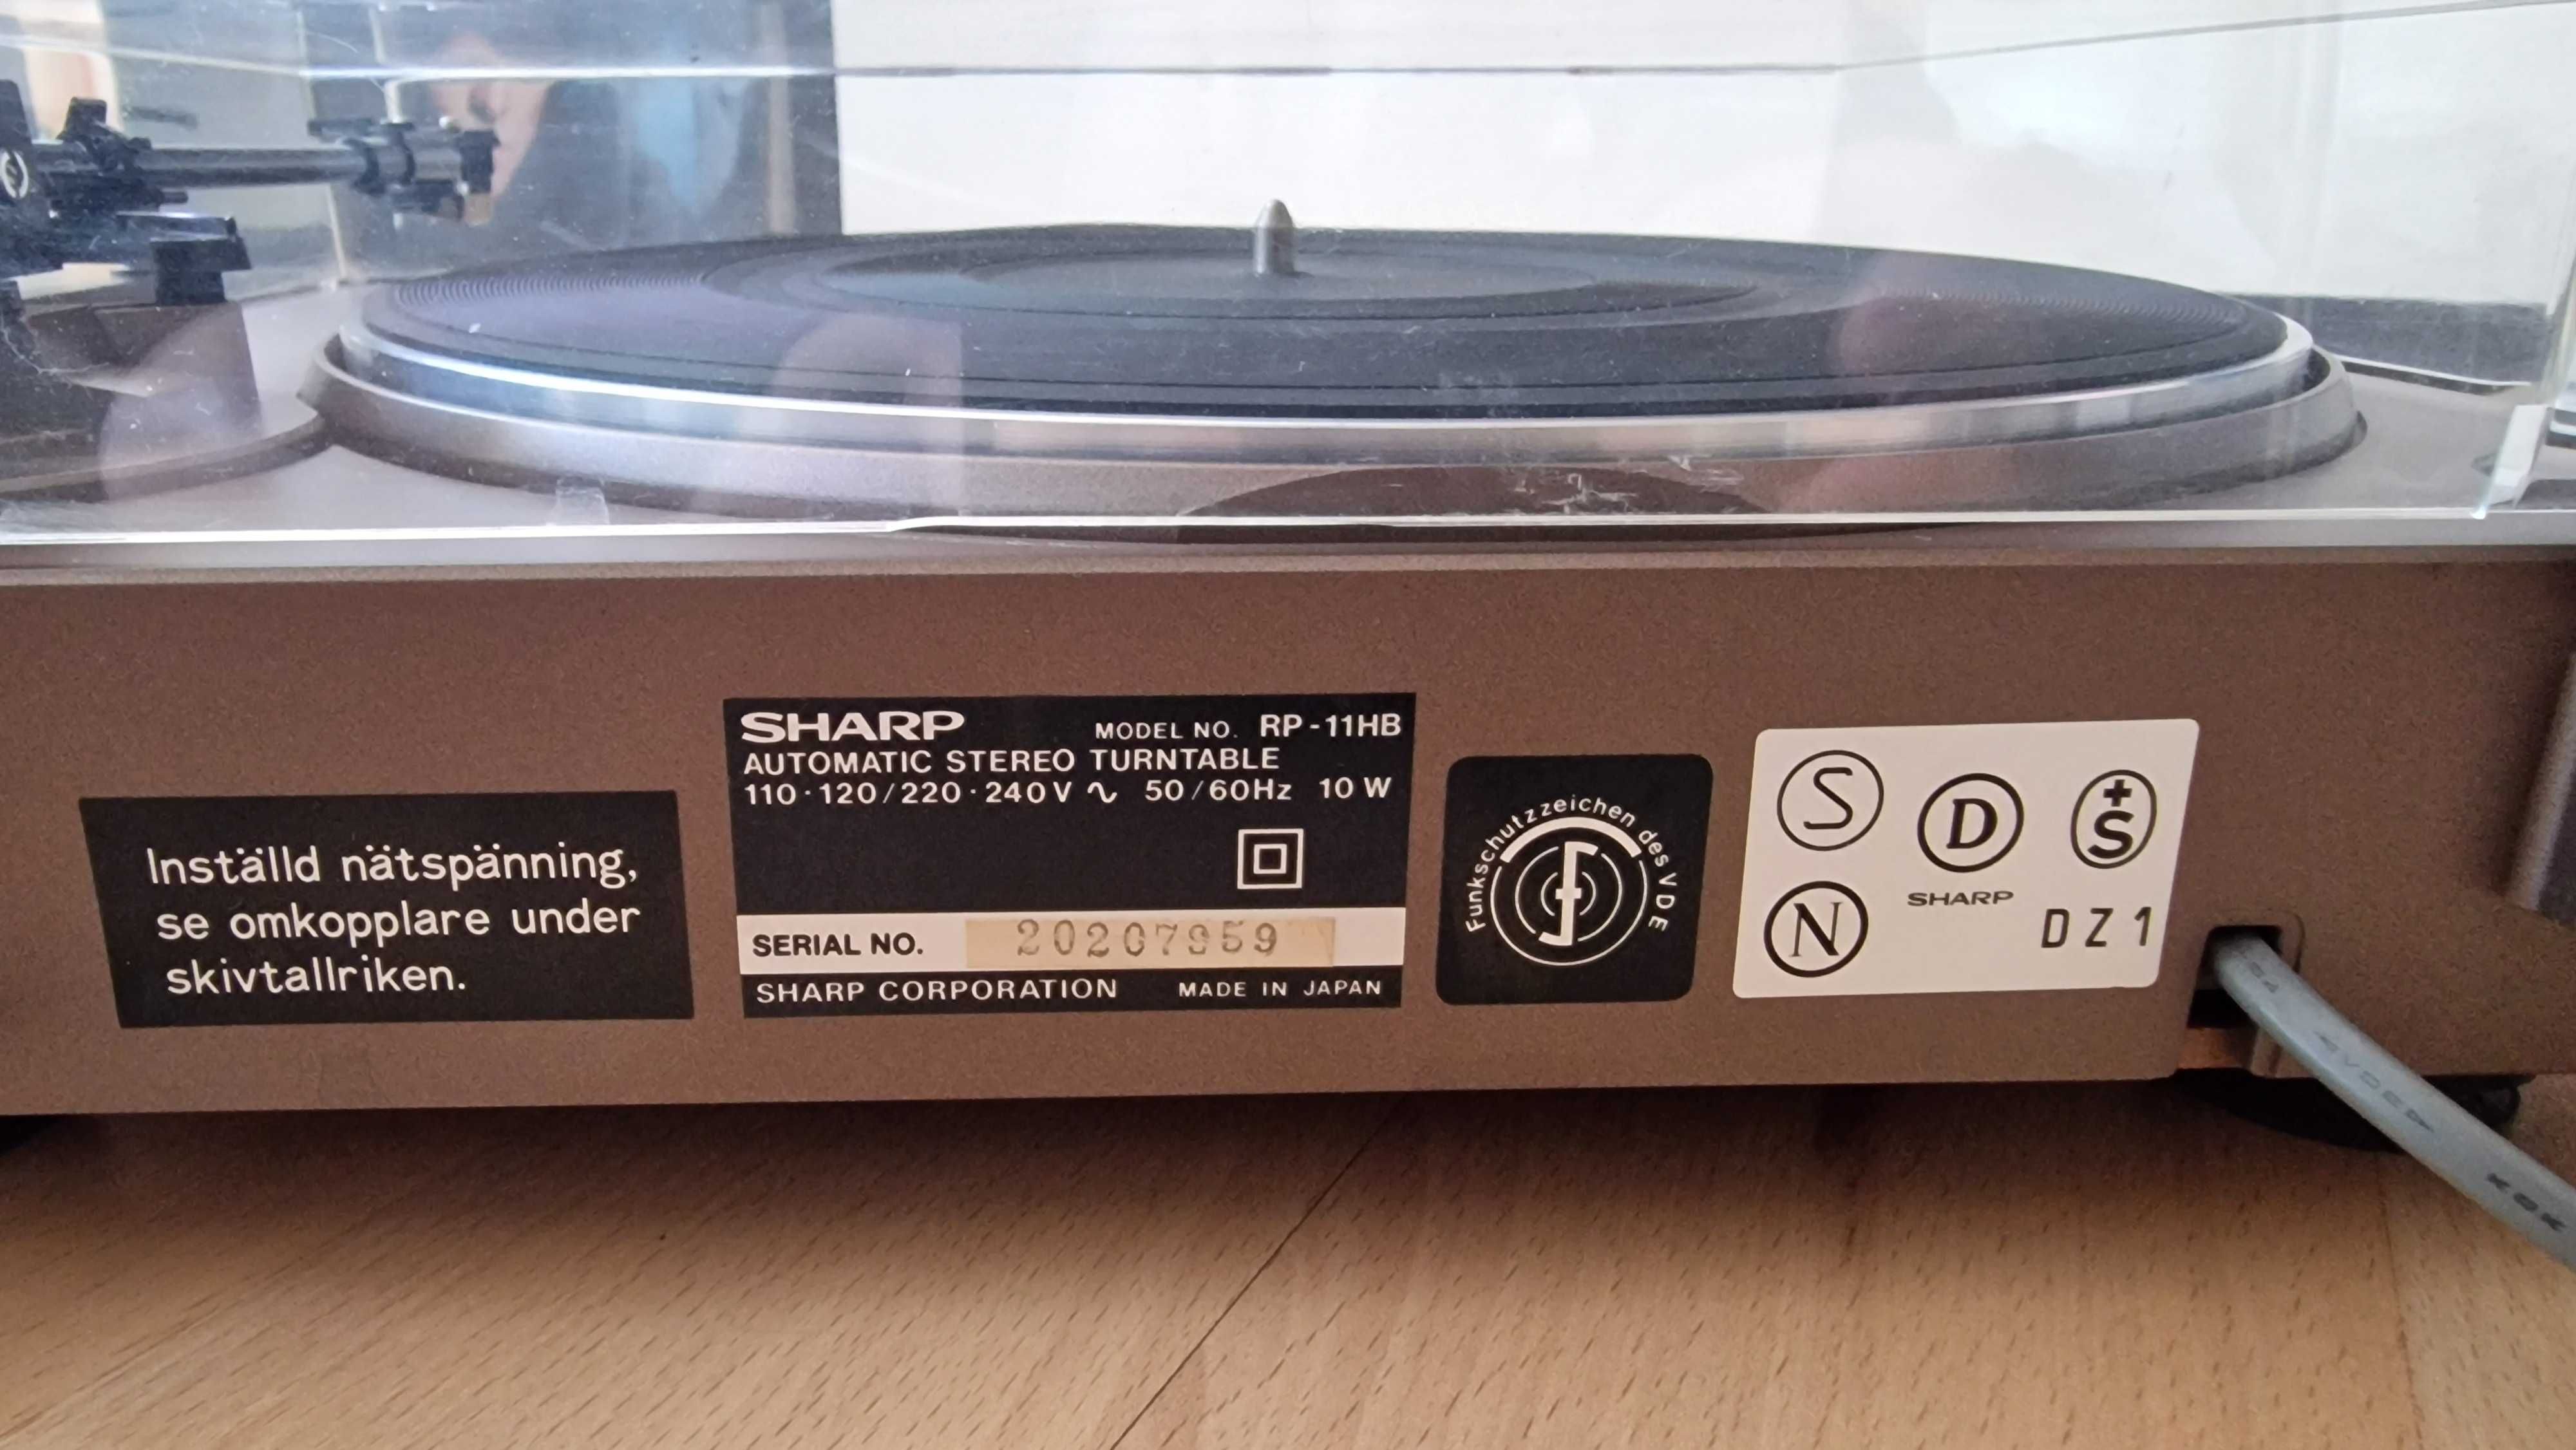 Inställd nätspänning,
se omkopplare under
skivtallriken.
SHARP MODEL NO. RP-11HB
AUTOMATIC STEREO TURNTABLE
110·120/220·240V ∿ 50/60Hz 10 W
SERIAL NO. 20207959
SHARP CORPORATION MADE IN JAPAN
Funkschutzzeichen des VDE
S D +S
N SHARP DZ1